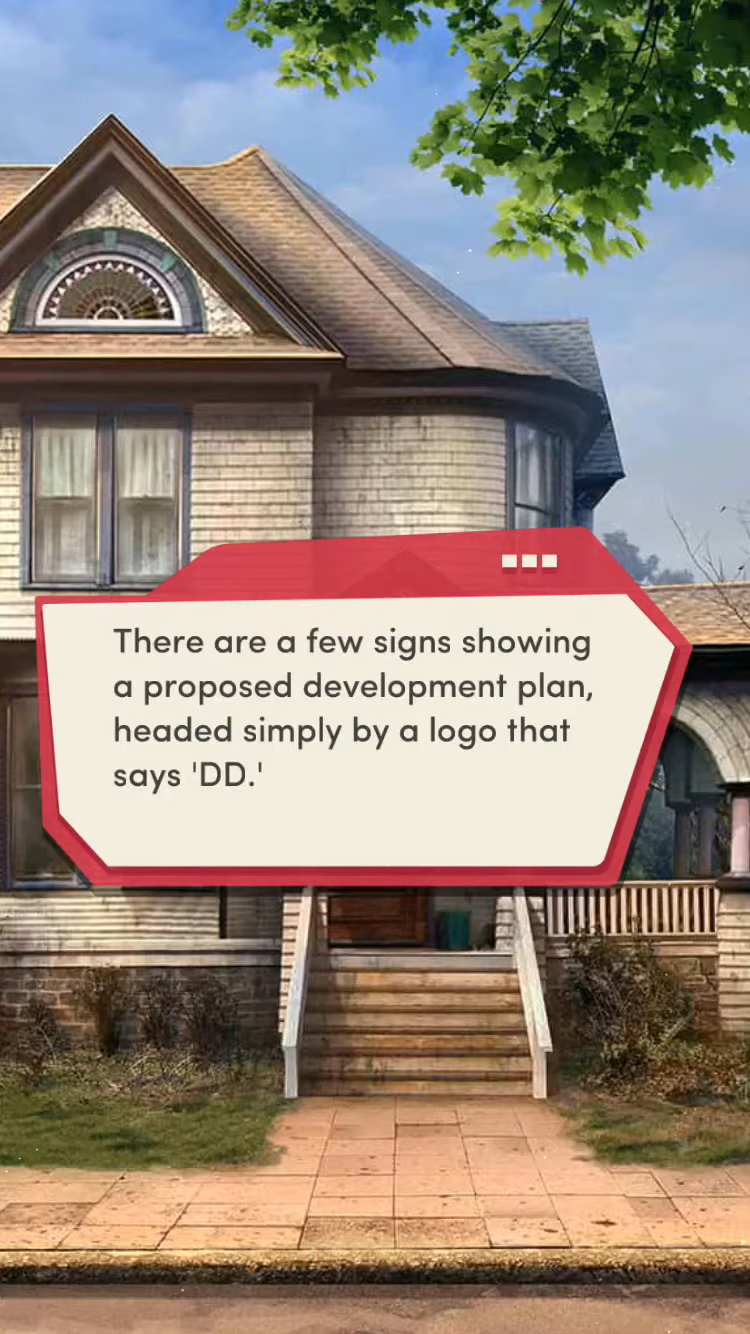 There are a few signs showing
a proposed development plan,
headed simply by a logo that
says 'DD.'